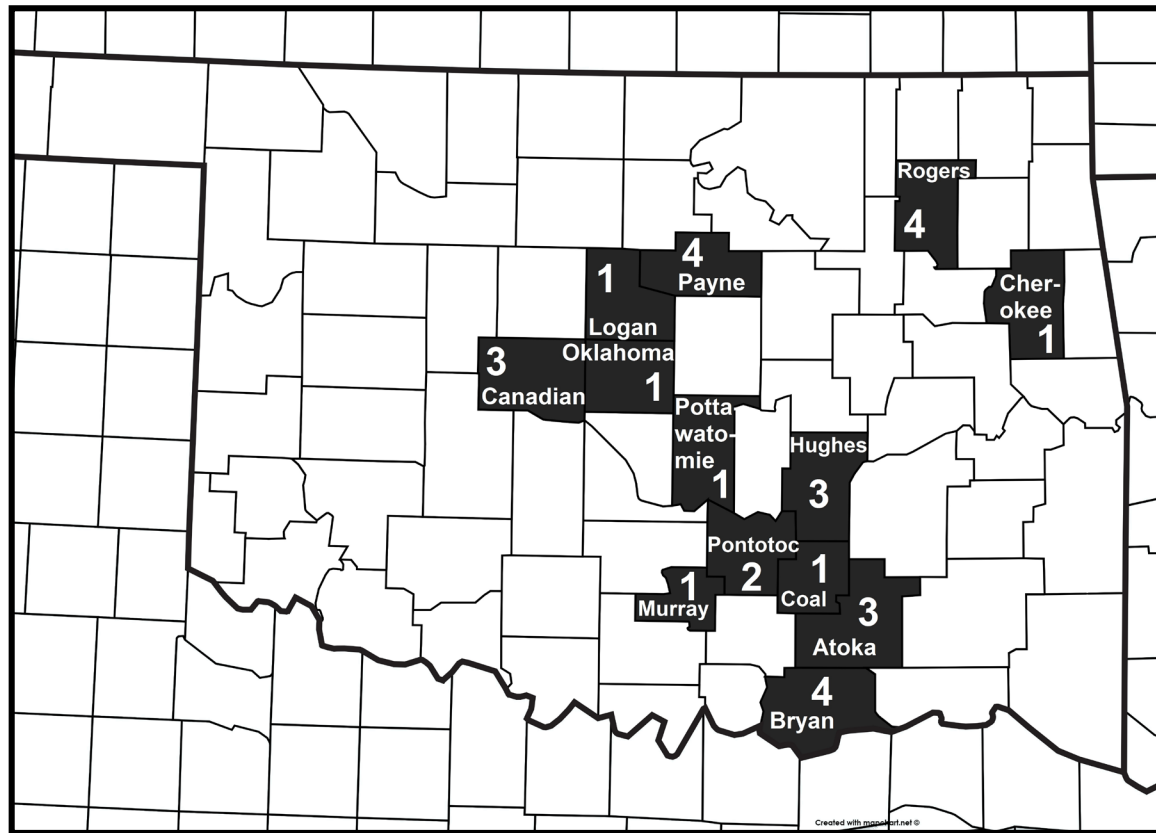 Rogers
4
4
Payne
Cher-
okee
1
1
Logan
Oklahoma
1
3
Canadian
Potta-
wato-
mie
1
Hughes
3
Pontotoc
2
1
Coal
1
Murray
3
Atoka
4
Bryan
Created with mapchart.net ©